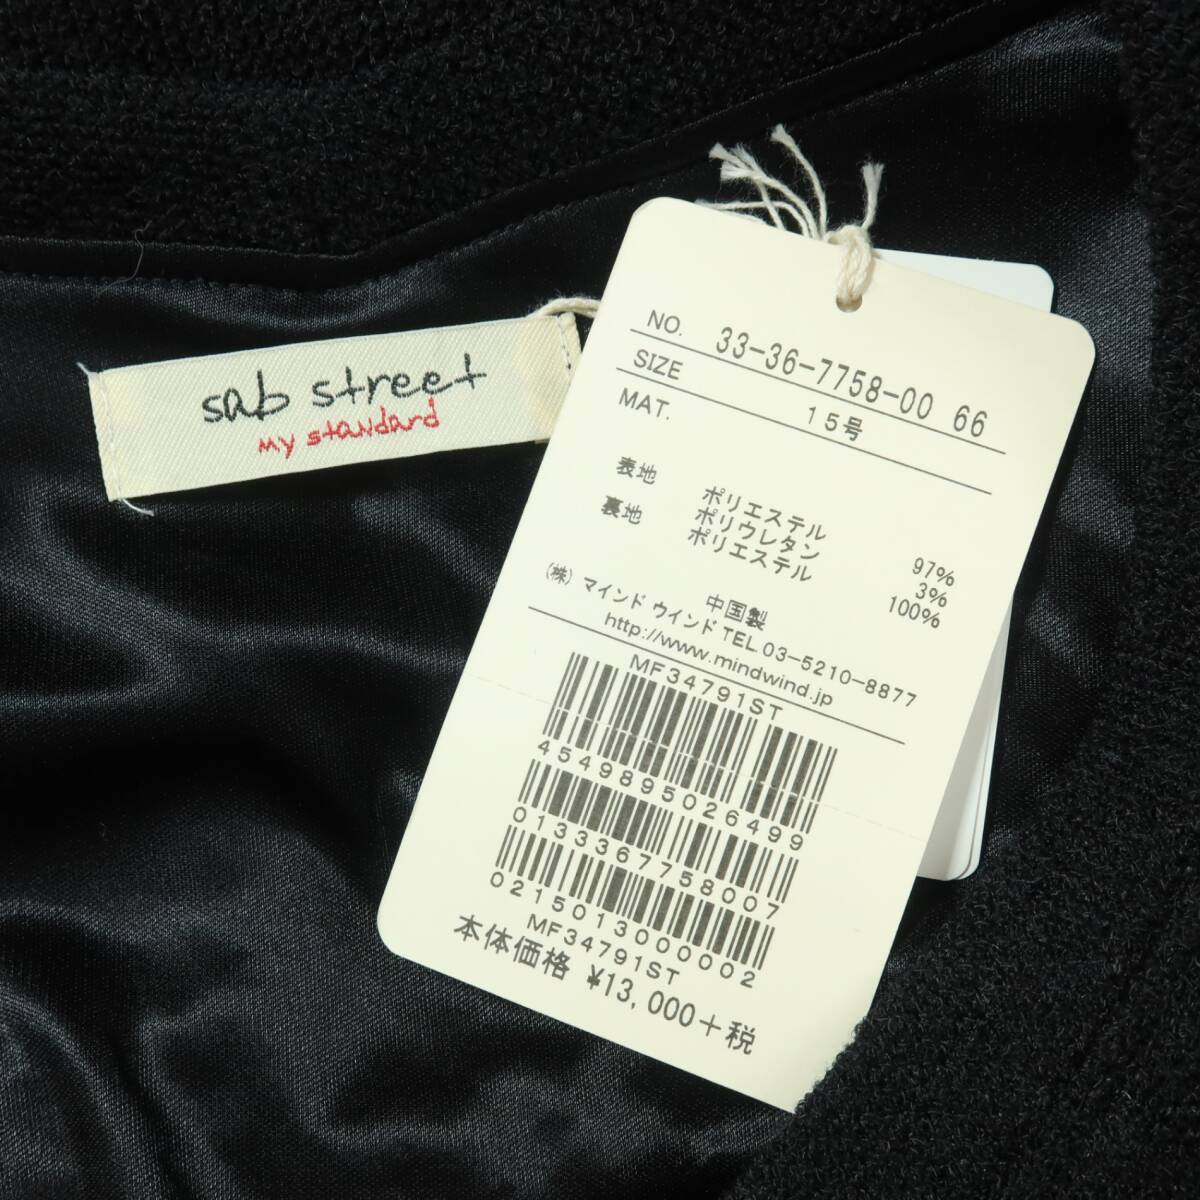 sab street
my standard
NO. 33-36-7758-00 66
SIZE 15号
MAT.
表地 ポリエステル 97%
ポリウレタン 3%
裏地 ポリエステル 100%
中国製
(株) マインド ウインド TEL.03-5210-8877
http://www.mindwind.jp
MF34791ST
4549895026499
0133367758007
0215013000002
MF34791ST
本体価格 ¥13,000+税